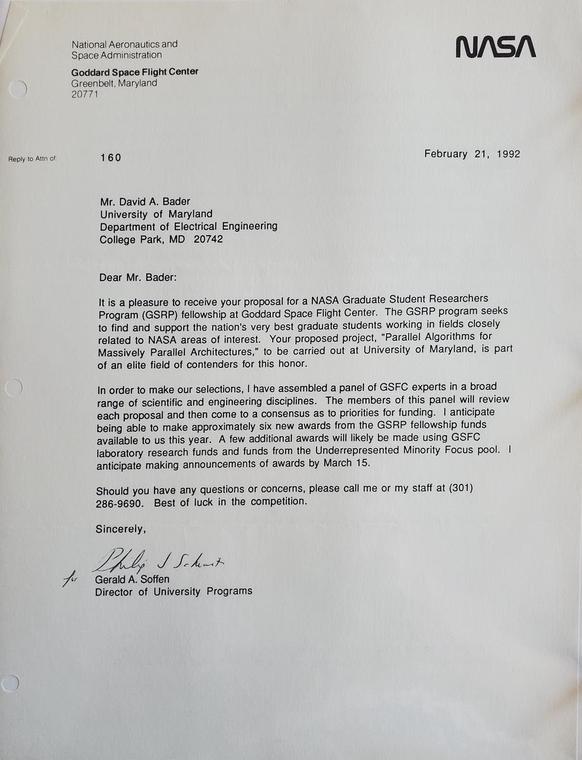 National Aeronautics and
Space Administration
Goddard Space Flight Center
Greenbelt, Maryland
20771
NASA
Reply to Attn of: 160
February 21, 1992
Mr. David A. Bader
University of Maryland
Department of Electrical Engineering
College Park, MD 20742
Dear Mr. Bader:
It is a pleasure to receive your proposal for a NASA Graduate Student Researchers
Program (GSRP) fellowship at Goddard Space Flight Center. The GSRP program seeks
to find and support the nation's very best graduate students working in fields closely
related to NASA areas of interest. Your proposed project, "Parallel Algorithms for
Massively Parallel Architectures," to be carried out at University of Maryland, is part
of an elite field of contenders for this honor.
In order to make our selections, I have assembled a panel of GSFC experts in a broad
range of scientific and engineering disciplines. The members of this panel will review
each proposal and then come to a consensus as to priorities for funding. I anticipate
being able to make approximately six new awards from the GSRP fellowship funds
available to us this year. A few additional awards will likely be made using GSFC
laboratory research funds and funds from the Underrepresented Minority Focus pool. I
anticipate making announcements of awards by March 15.
Should you have any questions or concerns, please call me or my staff at (301)
286-9690. Best of luck in the competition.
Sincerely,
Philip J
for Gerald A. Soffen
Director of University Programs